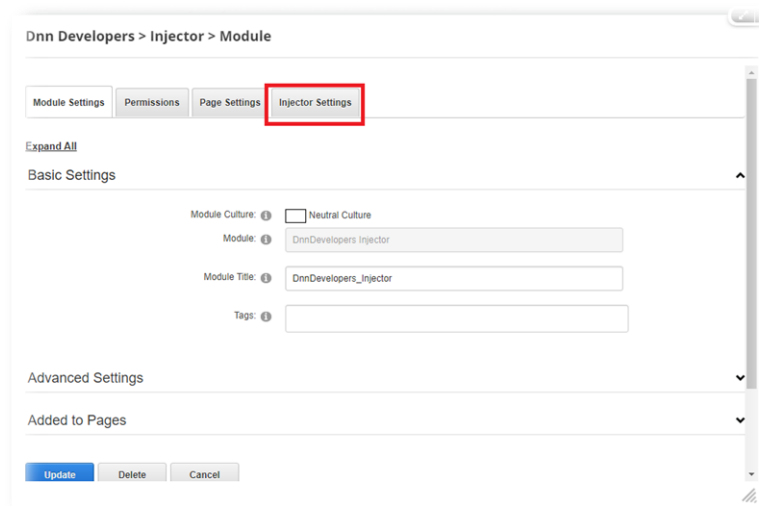 Dnn Developers > Injector > Module
Module Settings Permissions Page Settings Injector Settings
Expand All
Basic Settings
Module Culture: Neutral Culture
Module: DnnDevelopers Injector
Module Title: DnnDevelopers_Injector
Tags:
Advanced Settings
Added to Pages
Update Delete Cancel